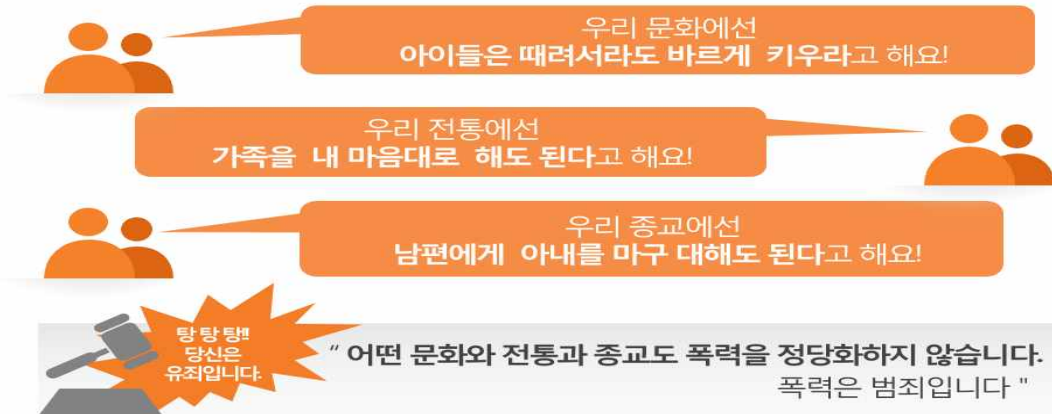 우리 문화에선
아이들은 때려서라도 바르게 키우라고 해요!
우리 전통에선
가족을 내 마음대로 해도 된다고 해요!
우리 종교에선
남편에게 아내를 마구 대해도 된다고 해요!
탕 탕 탕!!
당신은
유죄입니다.
“ 어떤 문화와 전통과 종교도 폭력을 정당화하지 않습니다.
폭력은 범죄입니다 "